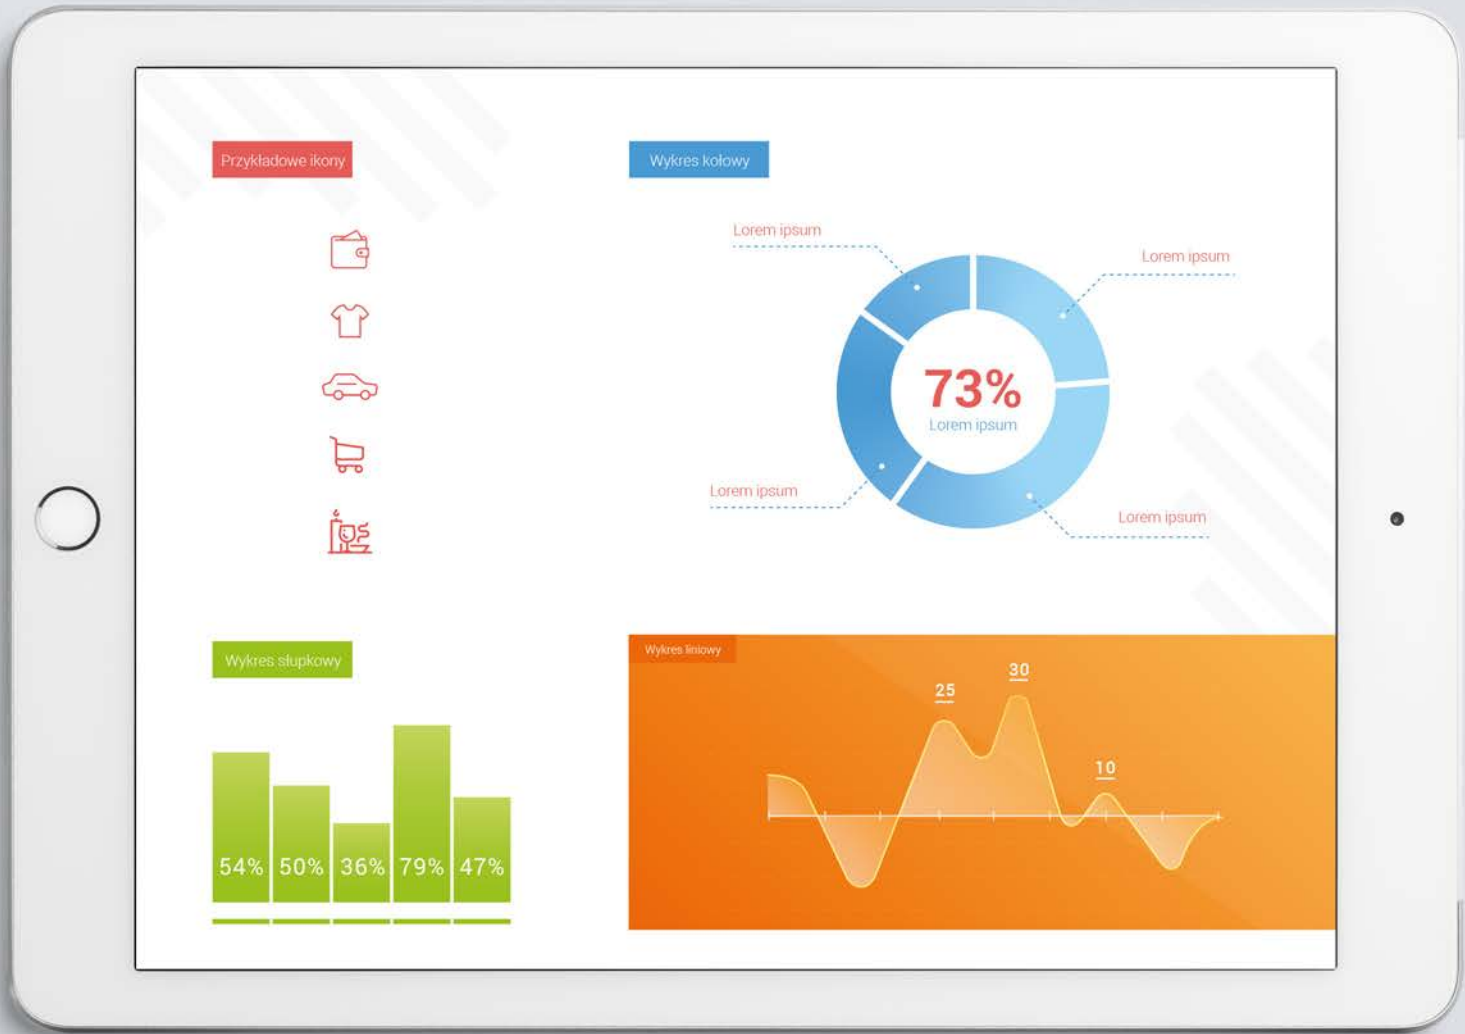 Przykładowe ikony
Wykres kołowy
Lorem ipsum
Lorem ipsum
73%
Lorem ipsum
Lorem ipsum
Lorem ipsum
Wykres słupkowy
54% 50% 36% 79% 47%
Wykres liniowy
25
30
10